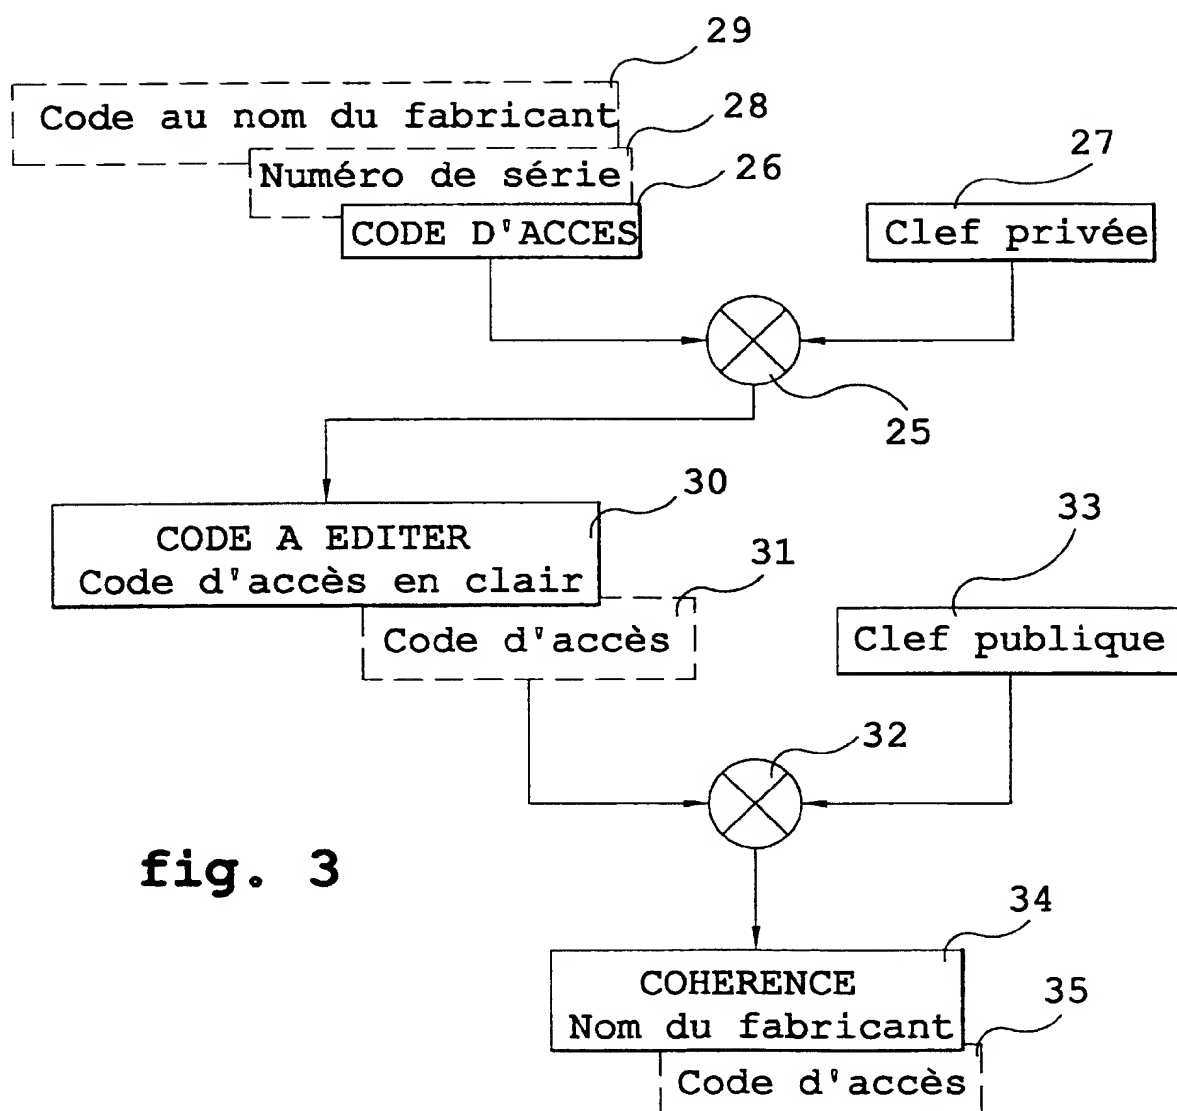 29
Code au nom du fabricant
28
Numéro de série
26
27
CODE D'ACCES
Clef privée
25
30
CODE A EDITER
Code d'accès en clair
31
33
Code d'accès
Clef publique
32
fig. 3
34
COHERENCE
Nom du fabricant
35
Code d'accès